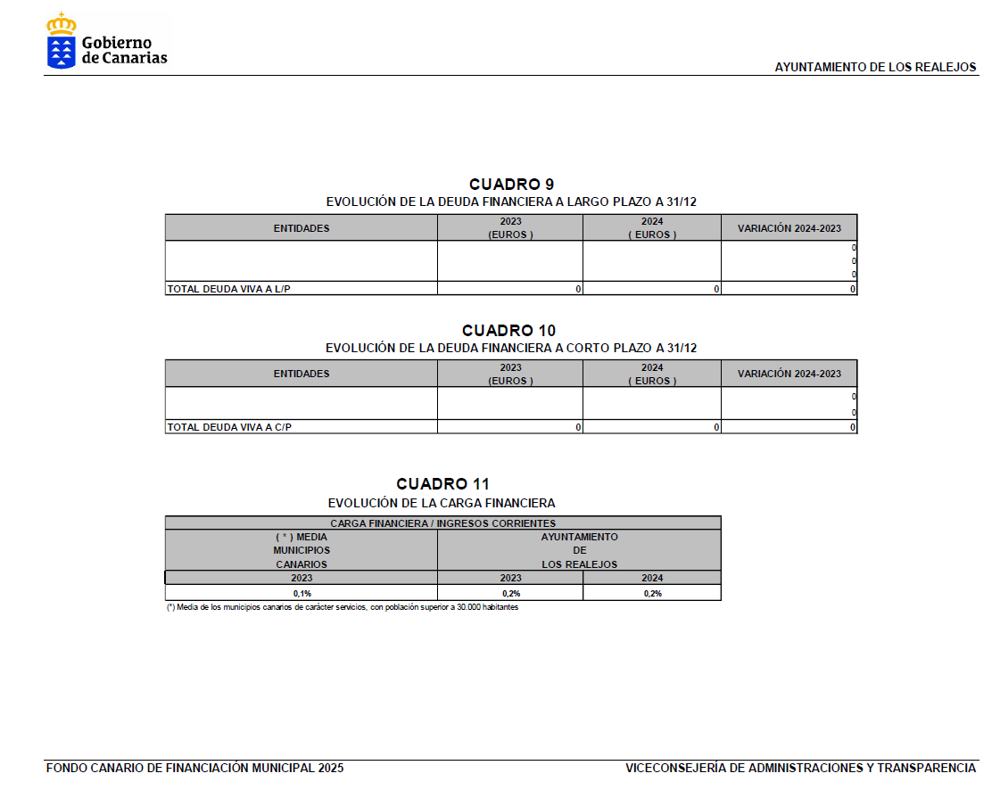 Gobierno
de Canarias
AYUNTAMIENTO DE LOS REALEJOS
CUADRO 9
EVOLUCIÓN DE LA DEUDA FINANCIERA A LARGO PLAZO A 31/12
ENTIDADES 2023 (EUROS ) 2024 ( EUROS ) VARIACIÓN 2024-2023
0
0
0
TOTAL DEUDA VIVA A L/P 0 0 0
CUADRO 10
EVOLUCIÓN DE LA DEUDA FINANCIERA A CORTO PLAZO A 31/12
ENTIDADES 2023 (EUROS ) 2024 ( EUROS ) VARIACIÓN 2024-2023
0
0
TOTAL DEUDA VIVA A C/P 0 0 0
CUADRO 11
EVOLUCIÓN DE LA CARGA FINANCIERA
CARGA FINANCIERA / INGRESOS CORRIENTES
( * ) MEDIA AYUNTAMIENTO
MUNICIPIOS DE
CANARIOS LOS REALEJOS
2023 2023 2024
0,1% 0,2% 0,2%
(*) Media de los municipios canarios de carácter servicios, con población superior a 30.000 habitantes
FONDO CANARIO DE FINANCIACIÓN MUNICIPAL 2025 VICECONSEJERÍA DE ADMINISTRACIONES Y TRANSPARENCIA